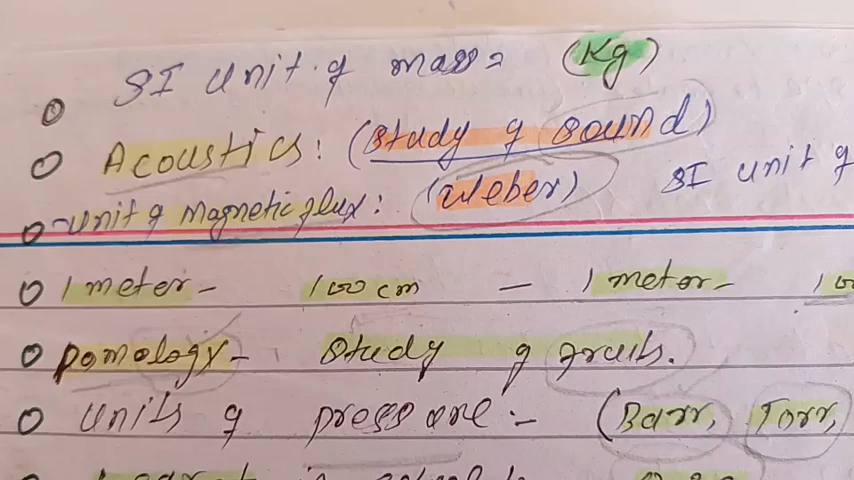 SI Unit of mass = (Kg)
Acoustics: (Study of Sound)
-Unit of Magnetic flux: (Weber) SI unit of
1 meter- 100 cm - 1 meter-
Pomology- Study of fruits.
Units of pressure:- (Barr, Torr,